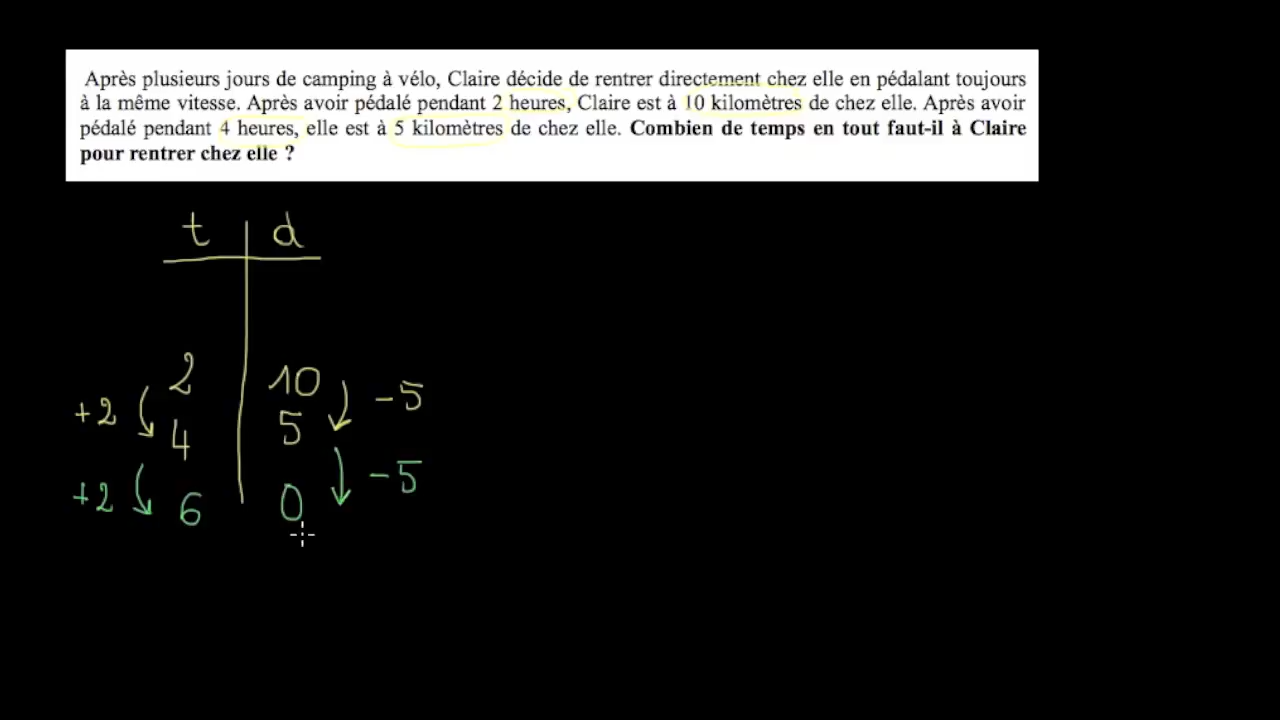 Après plusieurs jours de camping à vélo, Claire décide de rentrer directement chez elle en pédalant toujours
à la même vitesse. Après avoir pédalé pendant 2 heures, Claire est à 10 kilomètres de chez elle. Après avoir
pédalé pendant 4 heures, elle est à 5 kilomètres de chez elle. Combien de temps en tout faut-il à Claire
pour rentrer chez elle ?
t d
2 10
+2 -5
4 5
+2 -5
6 0